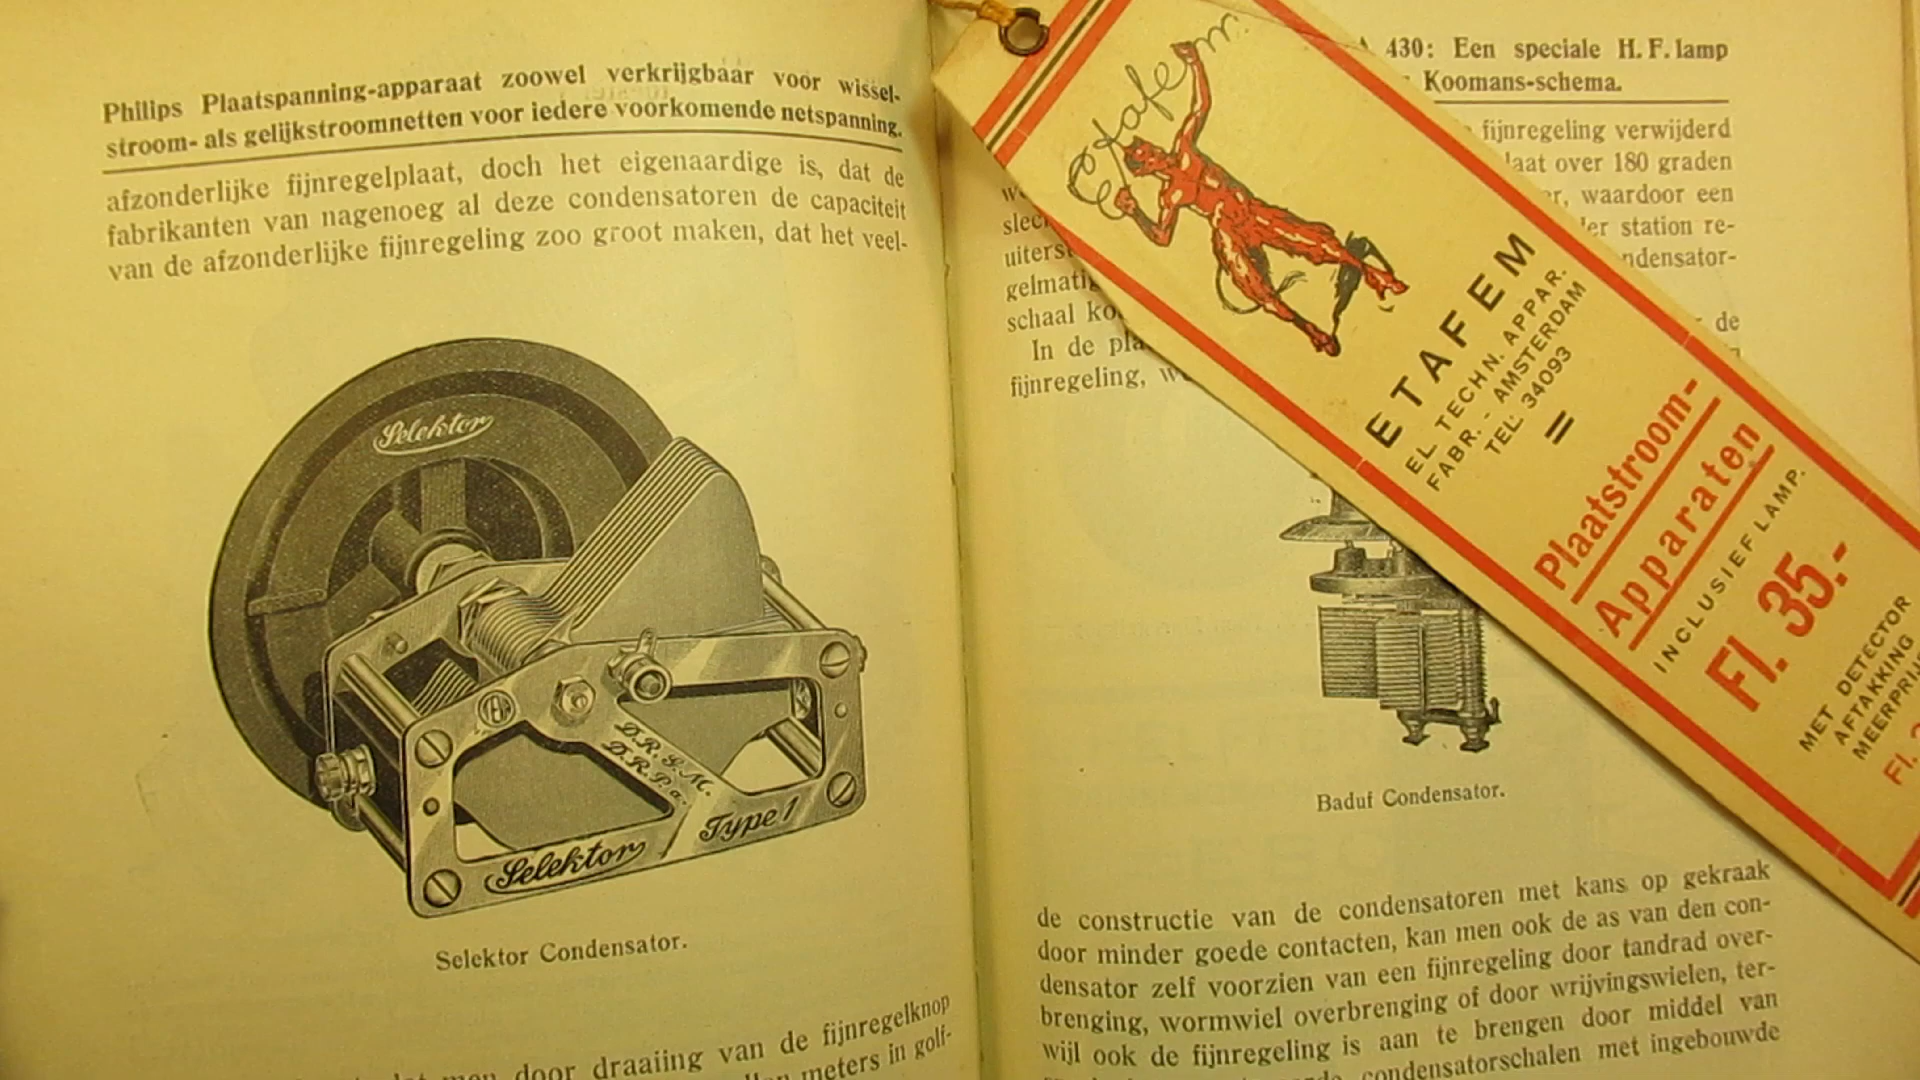 Philips Plaatspanning-apparaat zoowel verkrijgbaar voor wissel-
stroom- als gelijkstroomnetten voor iedere voorkomende netspanning.
afzonderlijke fijnregelplaat, doch het eigenaardige is, dat de
fabrikanten van nagenoeg al deze condensatoren de capaciteit
van de afzonderlijke fijnregeling zoo groot maken, dat het veel-
Selektor
D.R.G.M.
D.R.P.a.
Selektor Type 1
Selektor Condensator.
men door draaiing van de fijnregelknop
meters in golf-
430: Een speciale H. F. lamp
Koomans-schema.
fijnregeling verwijderd
over 180 graden
waardoor een
station re-
uiterst
schaal
de
In de
fijnregeling,
Baduf Condensator.
de constructie van de condensatoren met kans op gekraak
door minder goede contacten, kan men ook de as van den con-
densator zelf voorzien van een fijnregeling door tandrad over-
brenging, wormwiel overbrenging of door wrijvingswielen, ter-
wijl ook de fijnregeling is aan te brengen door middel van
condensatorschalen met ingebouwde
Etafem
ETAFEM
EL. TECHN. APPAR.
FABR. - AMSTERDAM
TEL: 34093
=
Plaatstroom-
Apparaten
INCLUSIEF LAMP.
Fl. 35.-
MET DETECTOR
AFTAKKING
Fl.